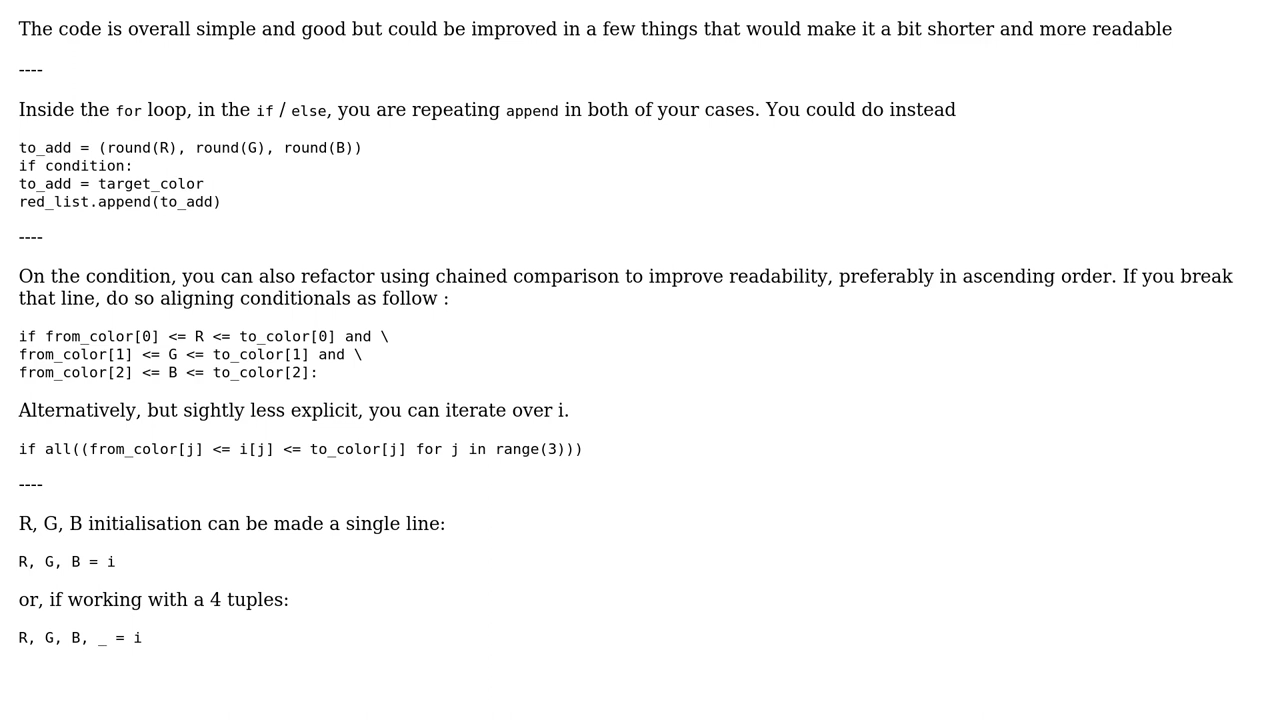 The code is overall simple and good but could be improved in a few things that would make it a bit shorter and more readable
----
Inside the for loop, in the if / else, you are repeating append in both of your cases. You could do instead
to_add = (round(R), round(G), round(B))
if condition:
to_add = target_color
red_list.append(to_add)
----
On the condition, you can also refactor using chained comparison to improve readability, preferably in ascending order. If you break
that line, do so aligning conditionals as follow :
if from_color[0] <= R <= to_color[0] and \
from_color[1] <= G <= to_color[1] and \
from_color[2] <= B <= to_color[2]:
Alternatively, but sightly less explicit, you can iterate over i.
if all((from_color[j] <= i[j] <= to_color[j] for j in range(3)))
----
R, G, B initialisation can be made a single line:
R, G, B = i
or, if working with a 4 tuples:
R, G, B, _ = i